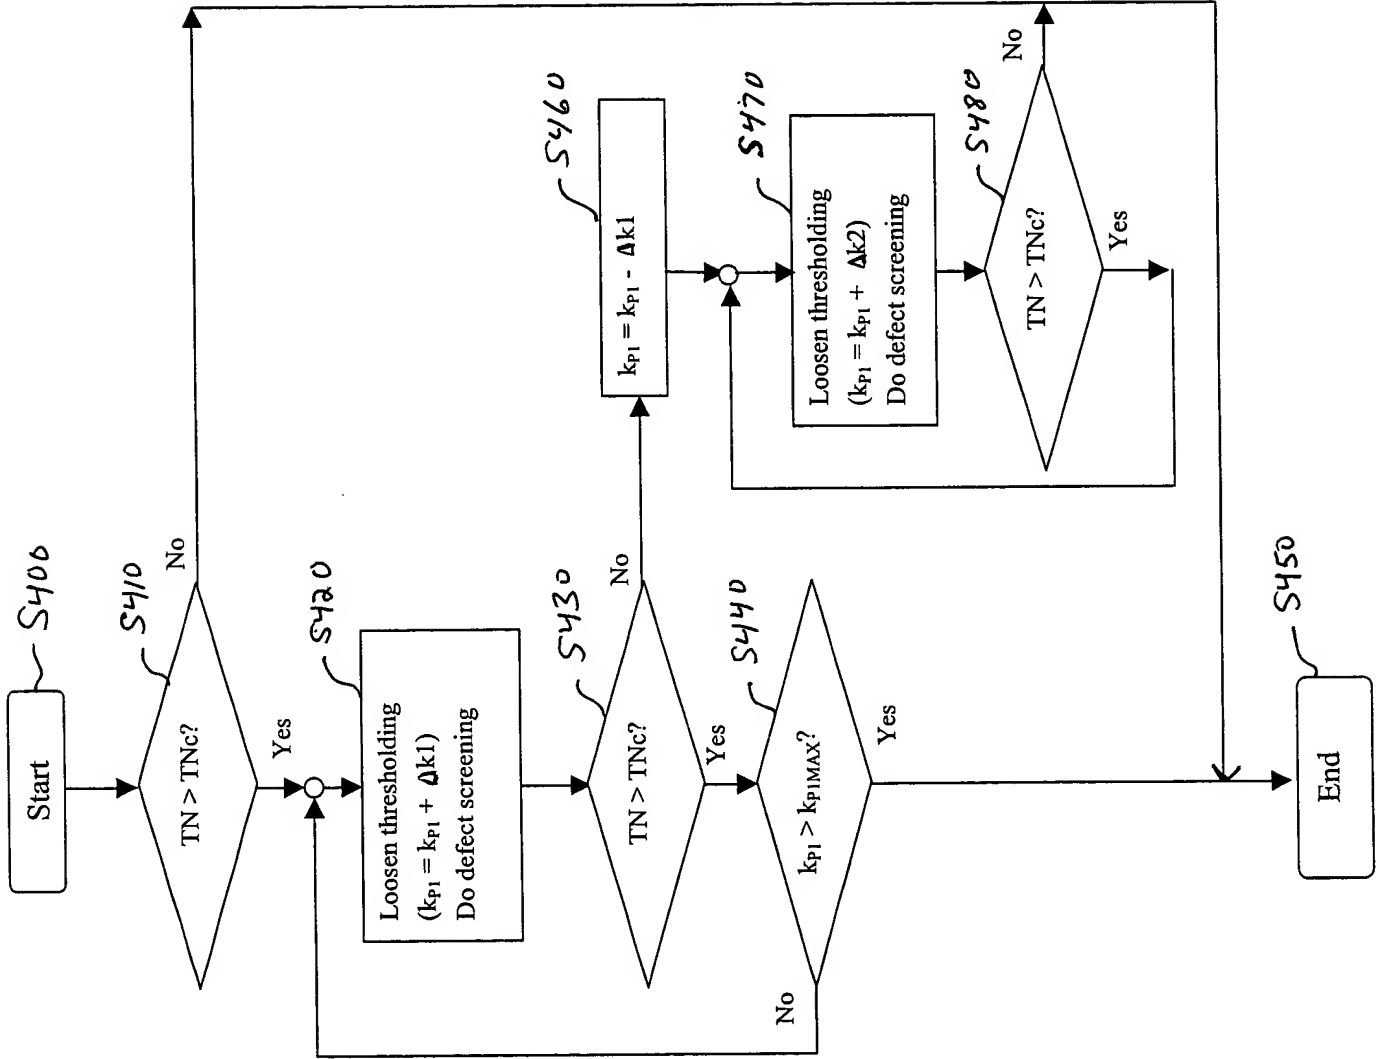 Start
S400
TN > TNc?
S410
No
Yes
Loosen thresholding
(kP1 = kP1 + Δk1)
Do defect screening
S420
TN > TNc?
S430
No
Yes
kP1 > kP1MAX?
S440
No
Yes
kP1 = kP1 - Δk1
S460
Loosen thresholding
(kP1 = kP1 + Δk2)
Do defect screening
S470
TN > TNc?
S480
No
Yes
End
S450